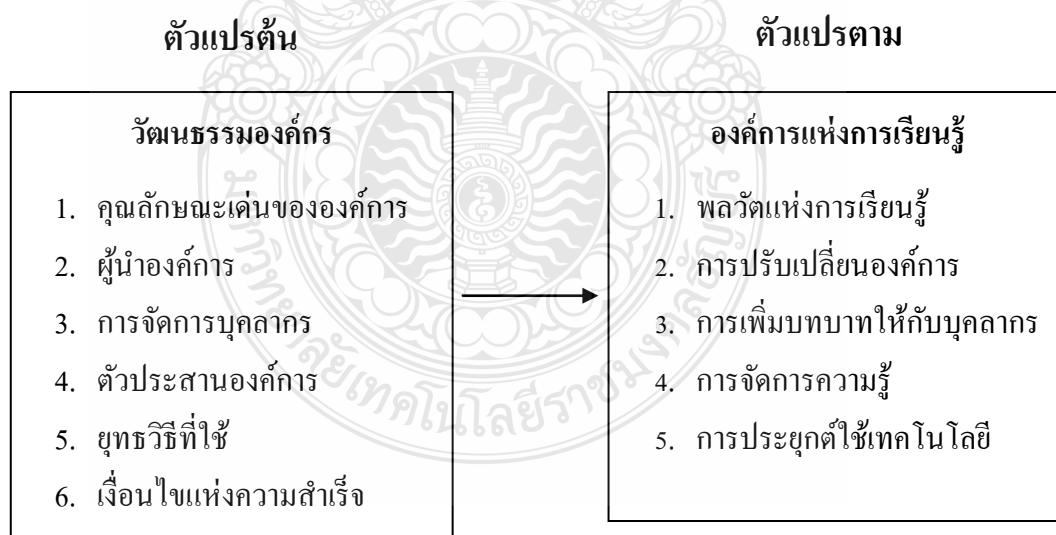 ตัวแปรต้น
วัฒนธรรมองค์กร
1. คุณลักษณะเด่นขององค์การ
2. ผู้นำองค์การ
3. การจัดการบุคลากร
4. ตัวประสานองค์การ
5. ยุทธวิธีที่ใช้
6. เงื่อนไขแห่งความสำเร็จ
ตัวแปรตาม
องค์การแห่งการเรียนรู้
1. พลวัตแห่งการเรียนรู้
2. การปรับเปลี่ยนองค์การ
3. การเพิ่มบทบาทให้กับบุคลากร
4. การจัดการความรู้
5. การประยุกต์ใช้เทคโนโลยี